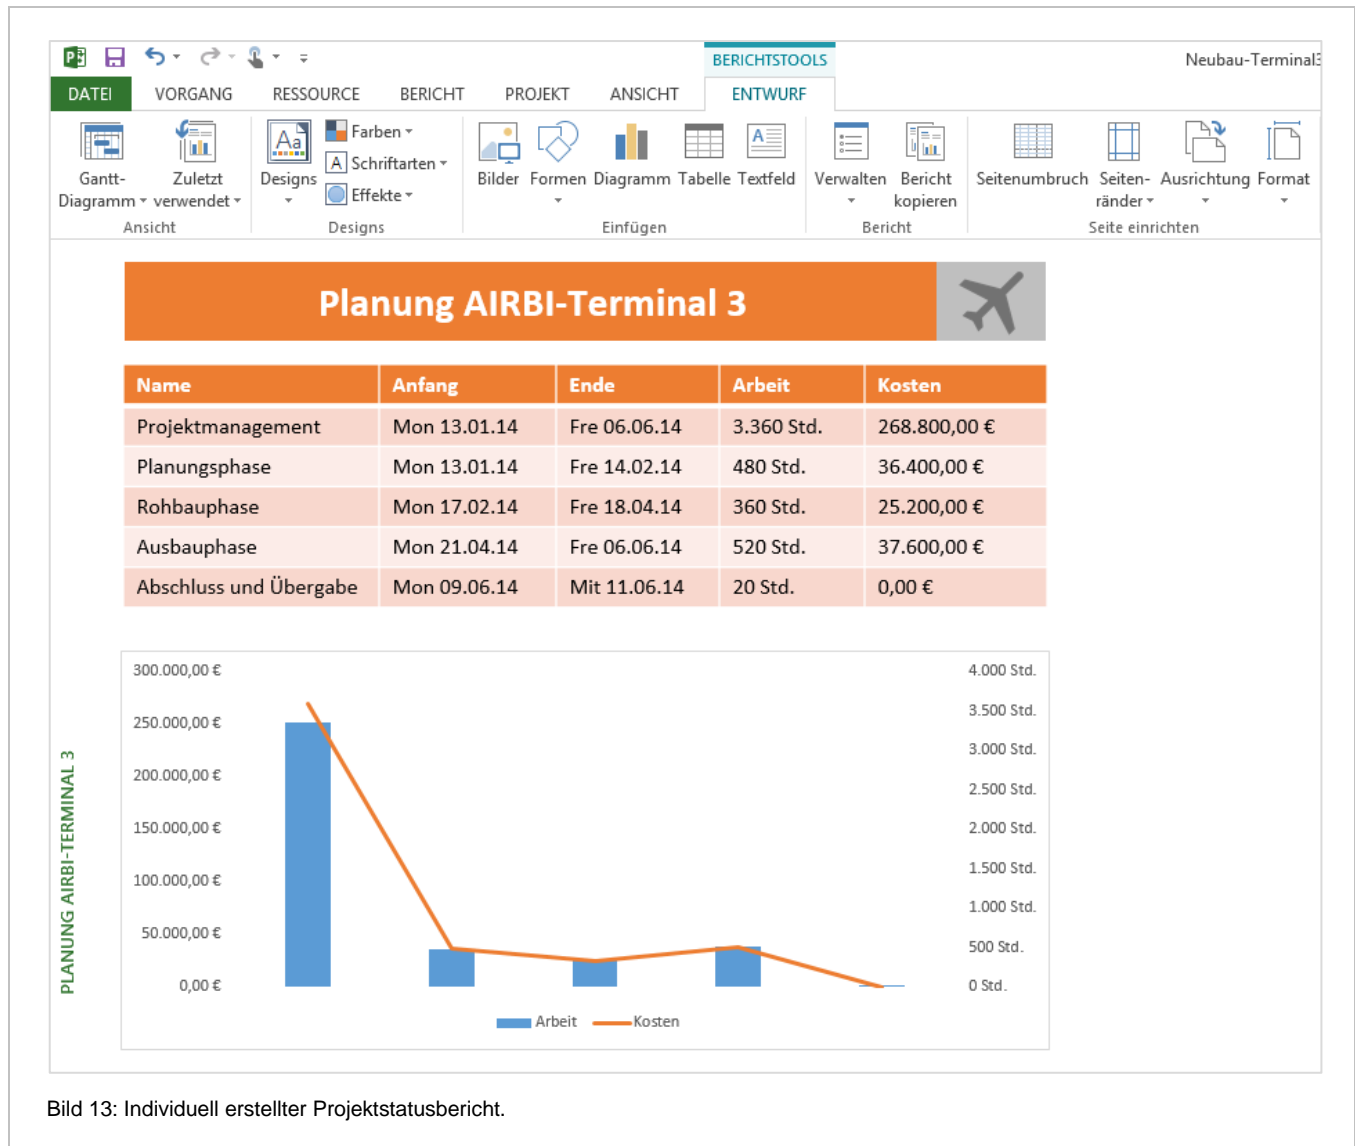 BERICHTSTOOLS
Neubau-Terminal3
DATEI VORGANG RESSOURCE BERICHT PROJEKT ANSICHT ENTWURF
Gantt-Diagramm
Zuletzt verwendet
Ansicht
Designs
Farben
Schriftarten
Effekte
Designs
Bilder Formen Diagramm Tabelle Textfeld
Einfügen
Verwalten
Bericht kopieren
Bericht
Seitenumbruch
Seiten-ränder
Ausrichtung
Format
Seite einrichten
Planung AIRBI-Terminal 3
Name Anfang Ende Arbeit Kosten
Projektmanagement Mon 13.01.14 Fre 06.06.14 3.360 Std. 268.800,00 €
Planungsphase Mon 13.01.14 Fre 14.02.14 480 Std. 36.400,00 €
Rohbauphase Mon 17.02.14 Fre 18.04.14 360 Std. 25.200,00 €
Ausbauphase Mon 21.04.14 Fre 06.06.14 520 Std. 37.600,00 €
Abschluss und Übergabe Mon 09.06.14 Mit 11.06.14 20 Std. 0,00 €
PLANUNG AIRBI-TERMINAL 3
300.000,00 €
250.000,00 €
200.000,00 €
150.000,00 €
100.000,00 €
50.000,00 €
0,00 €
4.000 Std.
3.500 Std.
3.000 Std.
2.500 Std.
2.000 Std.
1.500 Std.
1.000 Std.
500 Std.
0 Std.
Arbeit Kosten
Bild 13: Individuell erstellter Projektstatusbericht.